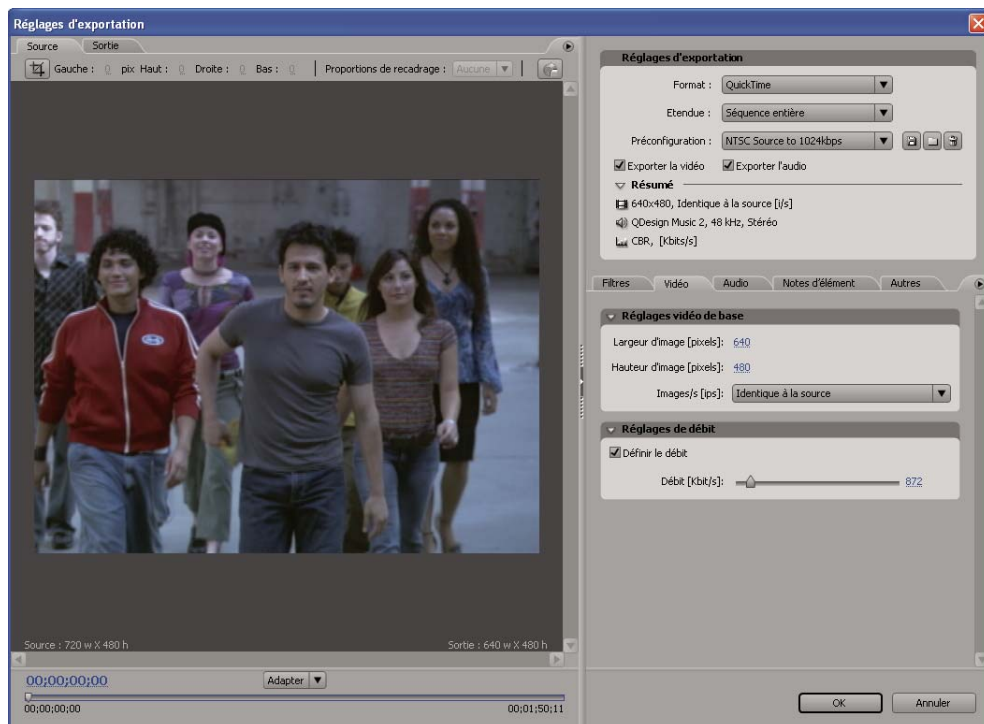 Réglages d'exportation
Source Sortie
Gauche : 0 pix Haut : 0 Droite : 0 Bas : 0 Proportions de recadrage : Aucune
Source : 720 w X 480 h Sortie : 640 w X 480 h
00;00;00;00 Adapter
00;00;00;00 00;01;50;11
Réglages d'exportation
Format : QuickTime
Etendue : Séquence entière
Préconfiguration : NTSC Source to 1024kbps
Exporter la vidéo Exporter l'audio
Résumé
640x480, Identique à la source [i/s]
QDesign Music 2, 48 kHz, Stéréo
CBR, [Kbits/s]
Filtres Vidéo Audio Notes d'élément Autres
Réglages vidéo de base
Largeur d'image [pixels]: 640
Hauteur d'image [pixels]: 480
Images/s [ips]: Identique à la source
Réglages de débit
Définir le débit
Débit [Kbit/s]: 872
OK Annuler